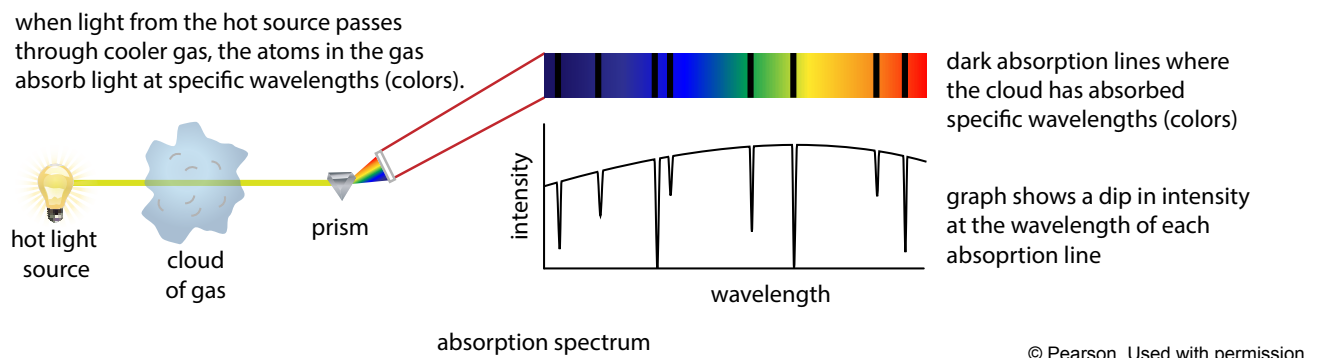 when light from the hot source passes
through cooler gas, the atoms in the gas
absorb light at specific wavelengths (colors).
hot light
source
cloud
of gas
prism
intensity
wavelength
dark absorption lines where
the cloud has absorbed
specific wavelengths (colors)
graph shows a dip in intensity
at the wavelength of each
absoprtion line
absorption spectrum
© Pearson. Used with permission